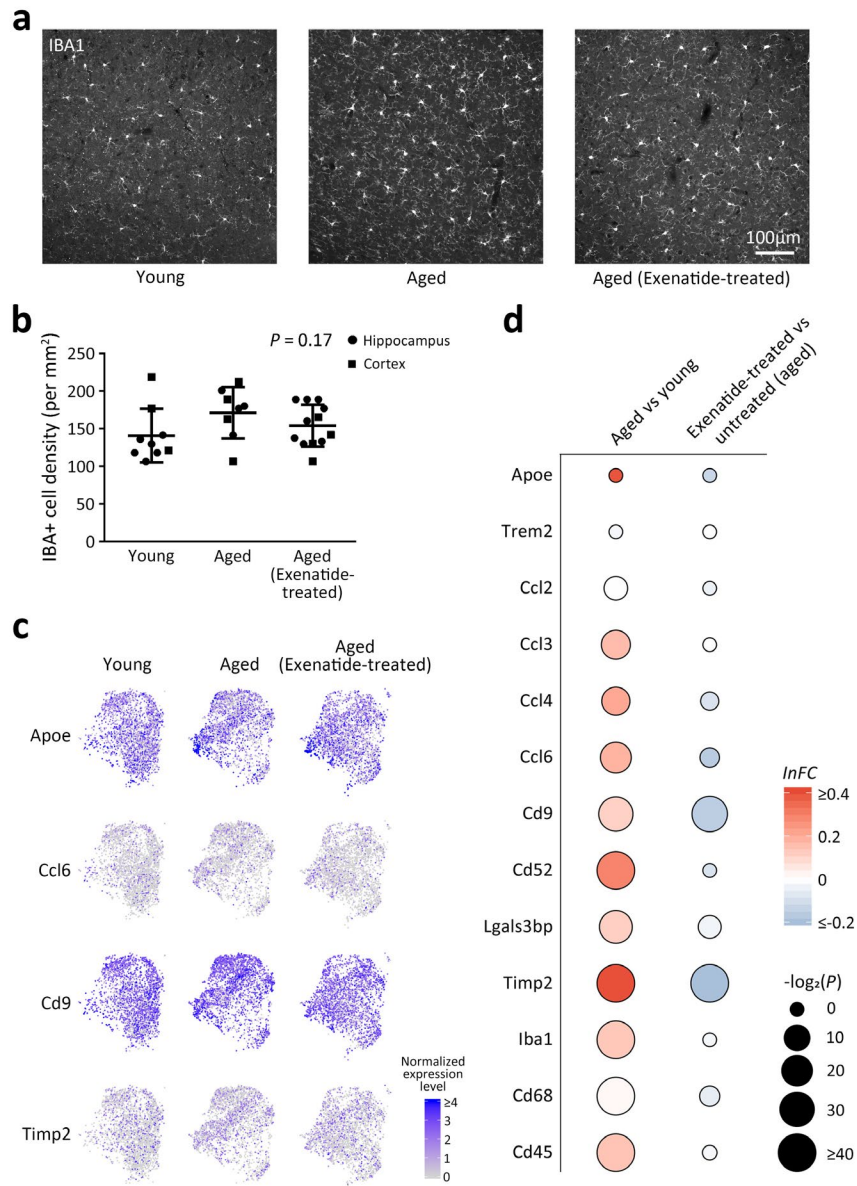 a
IBA1
100μm
Young
Aged
Aged (Exenatide-treated)
b
P = 0.17
Hippocampus
Cortex
IBA+ cell density (per mm²)
250
200
150
100
50
0
Young
Aged
Aged
(Exenatide-
treated)
c
Young
Aged
Aged
(Exenatide-treated)
Apoe
Ccl6
Cd9
Timp2
Normalized
expression
level
≥4
3
2
1
0
d
Aged vs young
Exenatide-treated vs
untreated (aged)
Apoe
Trem2
Ccl2
Ccl3
Ccl4
Ccl6
Cd9
Cd52
Lgals3bp
Timp2
Iba1
Cd68
Cd45
lnFC
≥0.4
0.2
0
≤-0.2
-log₂(P)
0
10
20
30
≥40